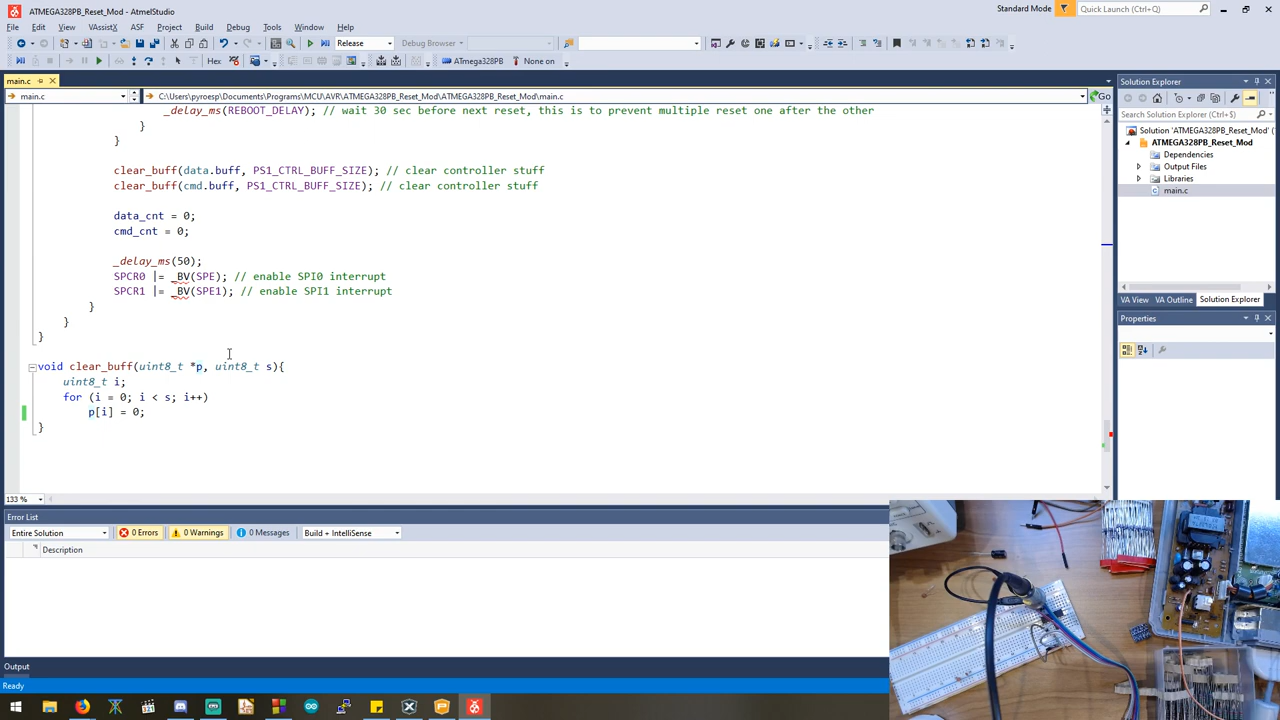 ATMEGA328PB_Reset_Mod - AtmelStudio
Standard Mode
Quick Launch (Ctrl+Q)
File Edit View VAssistX ASF Project Build Debug Tools Window Help
Release
Debug Browser
Hex
ATmega328PB
None on
main.c
main.c
C:\Users\pyroesp\Documents\Programs\MCU\AVR\ATMEGA328PB_Reset_Mod\ATMEGA328PB_Reset_Mod\main.c
Go
_delay_ms(REBOOT_DELAY); // wait 30 sec before next reset, this is to prevent multiple reset one after the other
}
}
clear_buff(data.buff, PS1_CTRL_BUFF_SIZE); // clear controller stuff
clear_buff(cmd.buff, PS1_CTRL_BUFF_SIZE); // clear controller stuff
data_cnt = 0;
cmd_cnt = 0;
_delay_ms(50);
SPCR0 |= _BV(SPE); // enable SPI0 interrupt
SPCR1 |= _BV(SPE1); // enable SPI1 interrupt
}
}
}
void clear_buff(uint8_t *p, uint8_t s){
uint8_t i;
for (i = 0; i < s; i++)
p[i] = 0;
}
133 %
Solution Explorer
Search Solution Explorer (Ctrl+$)
Solution 'ATMEGA328PB_Reset_Mod' (
ATMEGA328PB_Reset_Mod
Dependencies
Output Files
Libraries
main.c
VA View VA Outline Solution Explorer
Properties
Error List
Entire Solution
0 Errors
0 Warnings
0 Messages
Build + IntelliSense
Description
Output
Ready